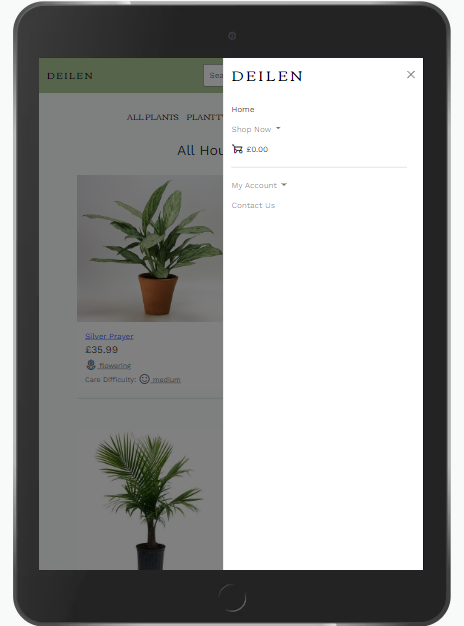 DEILEN
Sea
ALL PLANTS PLANT T
All Hou
Silver Prayer
£35.99
flowering
Care Difficulty: medium
DEILEN
Home
Shop Now
£0.00
My Account
Contact Us